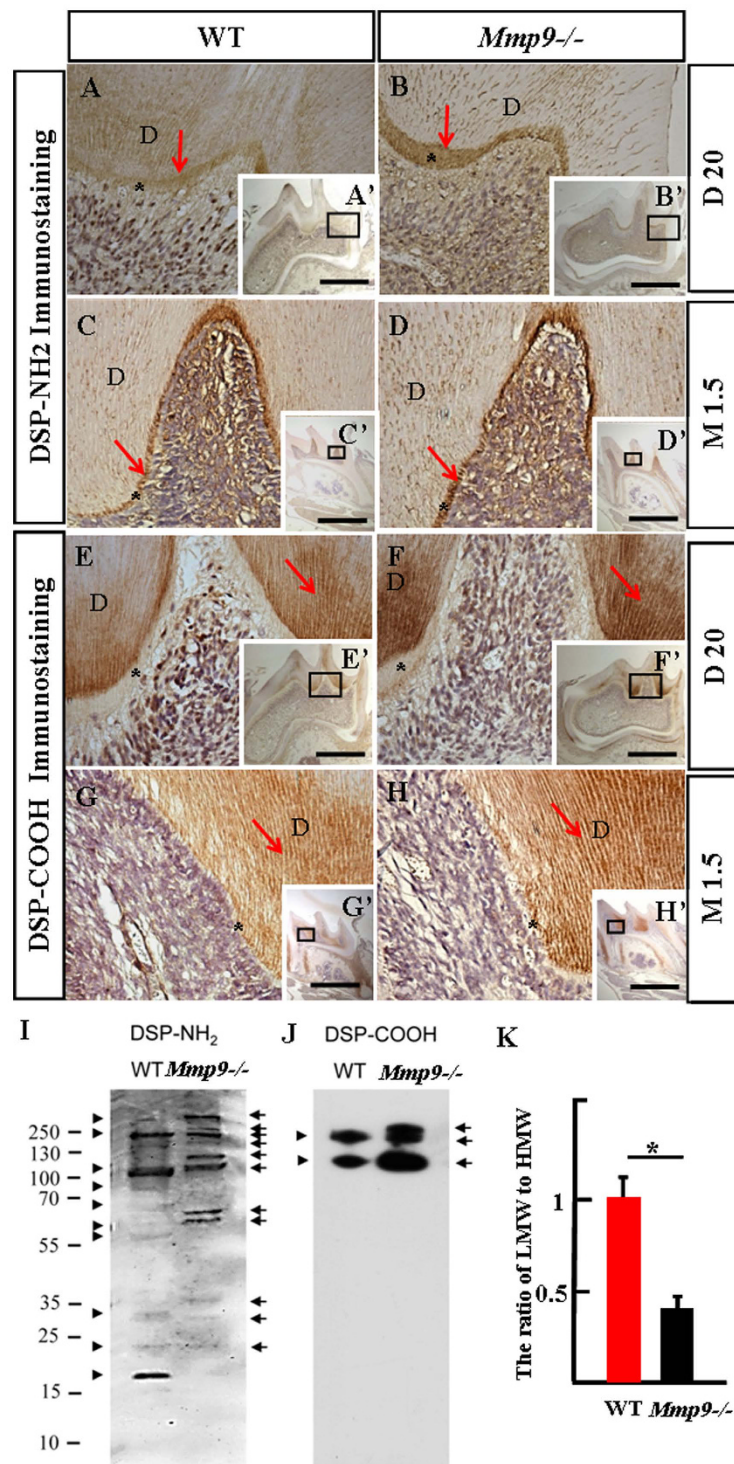 WT
Mmp9-/-
DSP-NH2 Immunostaining
A
D
*
A’
B
D
*
B’
D 20
C
D
*
C’
D
D
*
D’
M 1.5
DSP-COOH Immunostaining
E
D
*
E’
F
D
*
F’
D 20
G
D
*
G’
H
D
*
H’
M 1.5
I
DSP-NH₂
WT Mmp9-/-
250
130
100
70
55
35
25
15
10
J
DSP-COOH
WT Mmp9-/-
K
The ratio of LMW to HMW
*
1
0.5
WT Mmp9-/-